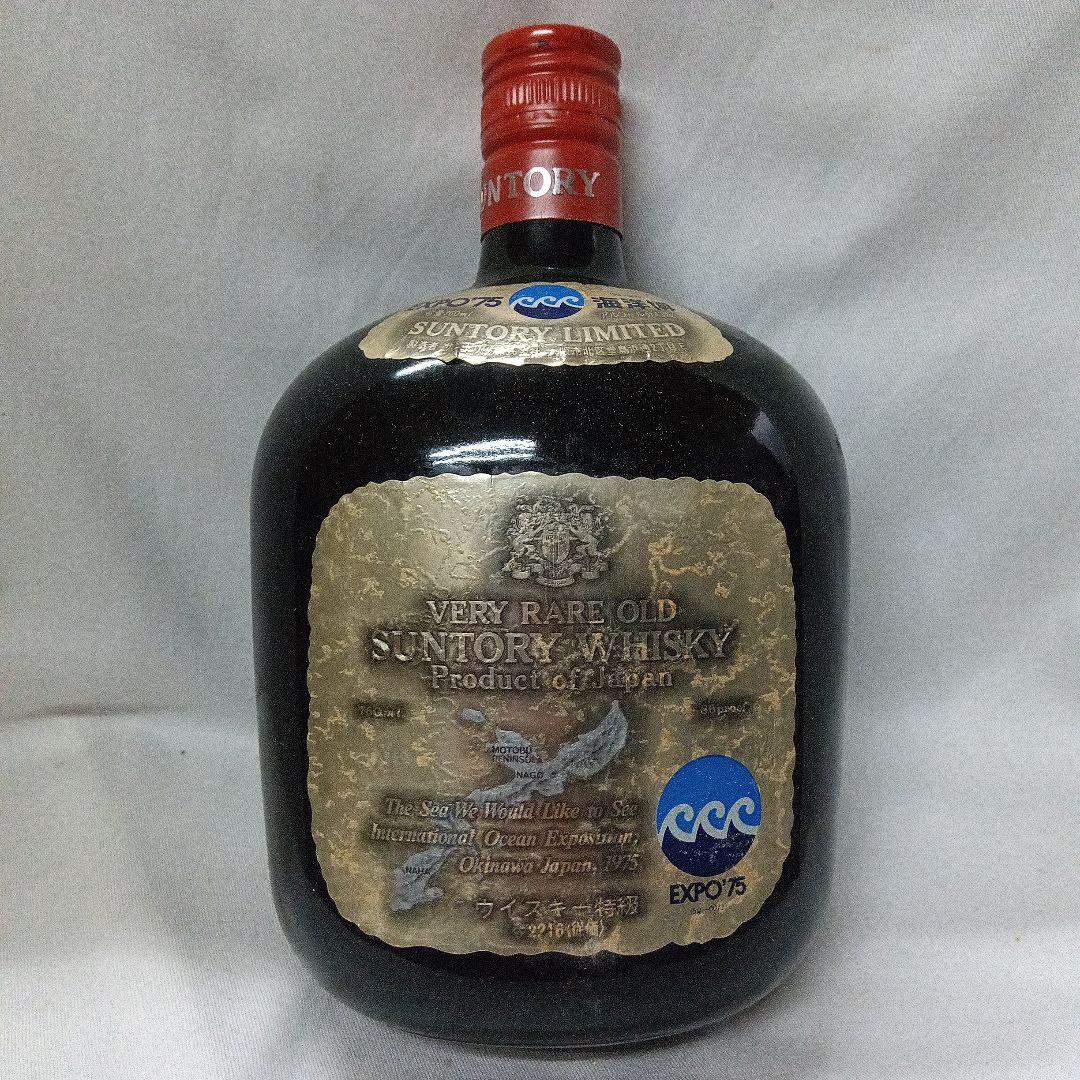 SUNTORY
EXPO'75 海洋博
SUNTORY LIMITED
VERY RARE OLD
SUNTORY WHISKY
Product of Japan
760ml 86proof
MOTOBU
PENINSULA
NAGO
The Sea We Would Like to See
International Ocean Exposition,
Okinawa Japan, 1975
NAHA
EXPO'75
ウイスキー特級